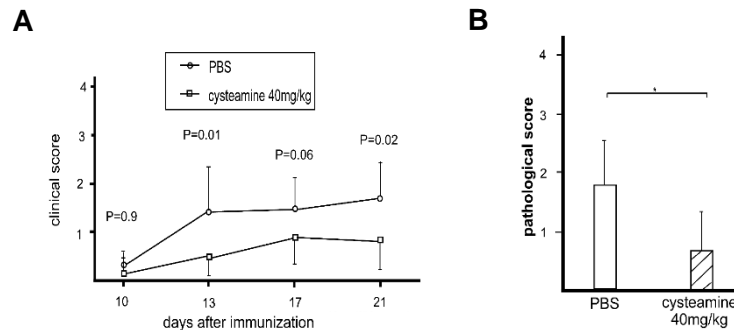 A
PBS
cysteamine 40mg/kg
clinical score
4
3
2
1
P=0.9
P=0.01
P=0.06
P=0.02
10 13 17 21
days after immunization
B
pathological score
4
3
2
1
*
PBS
cysteamine
40mg/kg